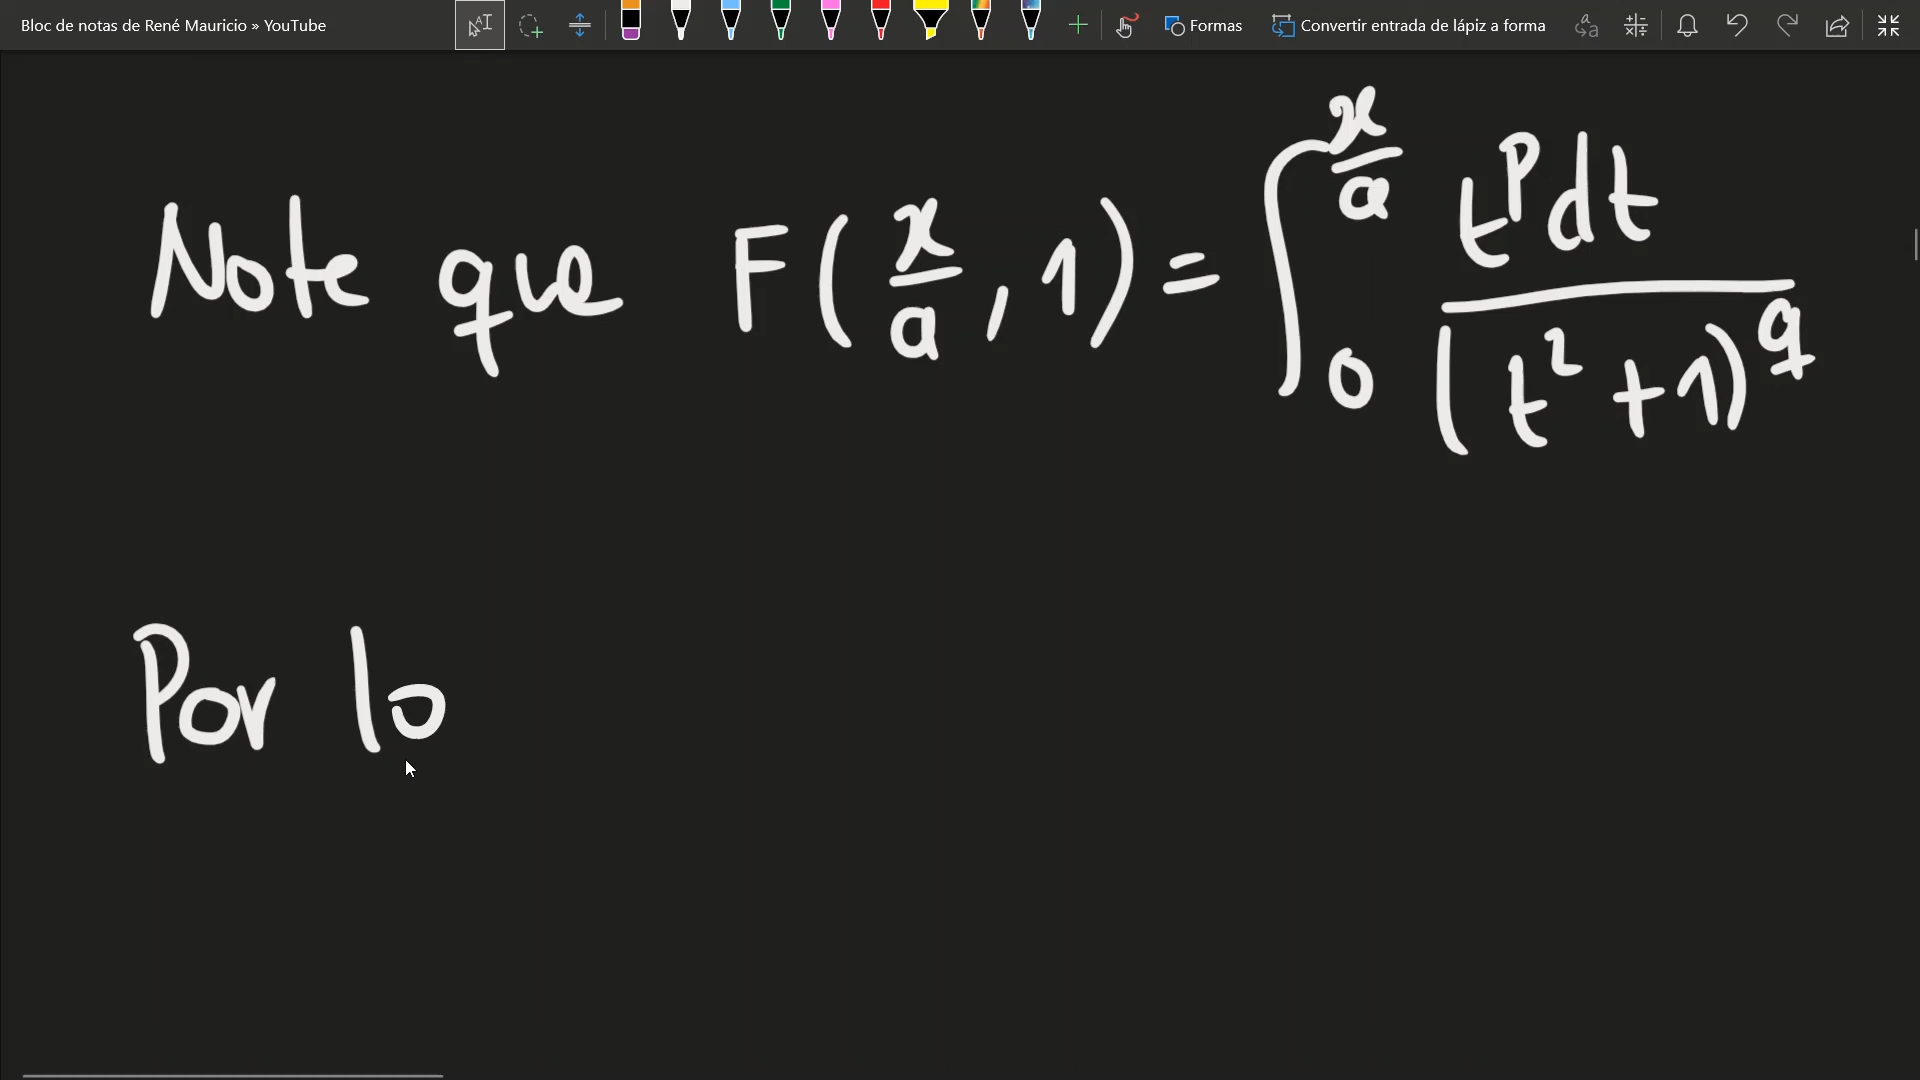 Bloc de notas de René Mauricio » YouTube Formas Convertir entrada de lápiz a forma
Note que F(x/a, 1) = ∫₀^(x/a) t^p dt / (t² + 1)^q
Por lo